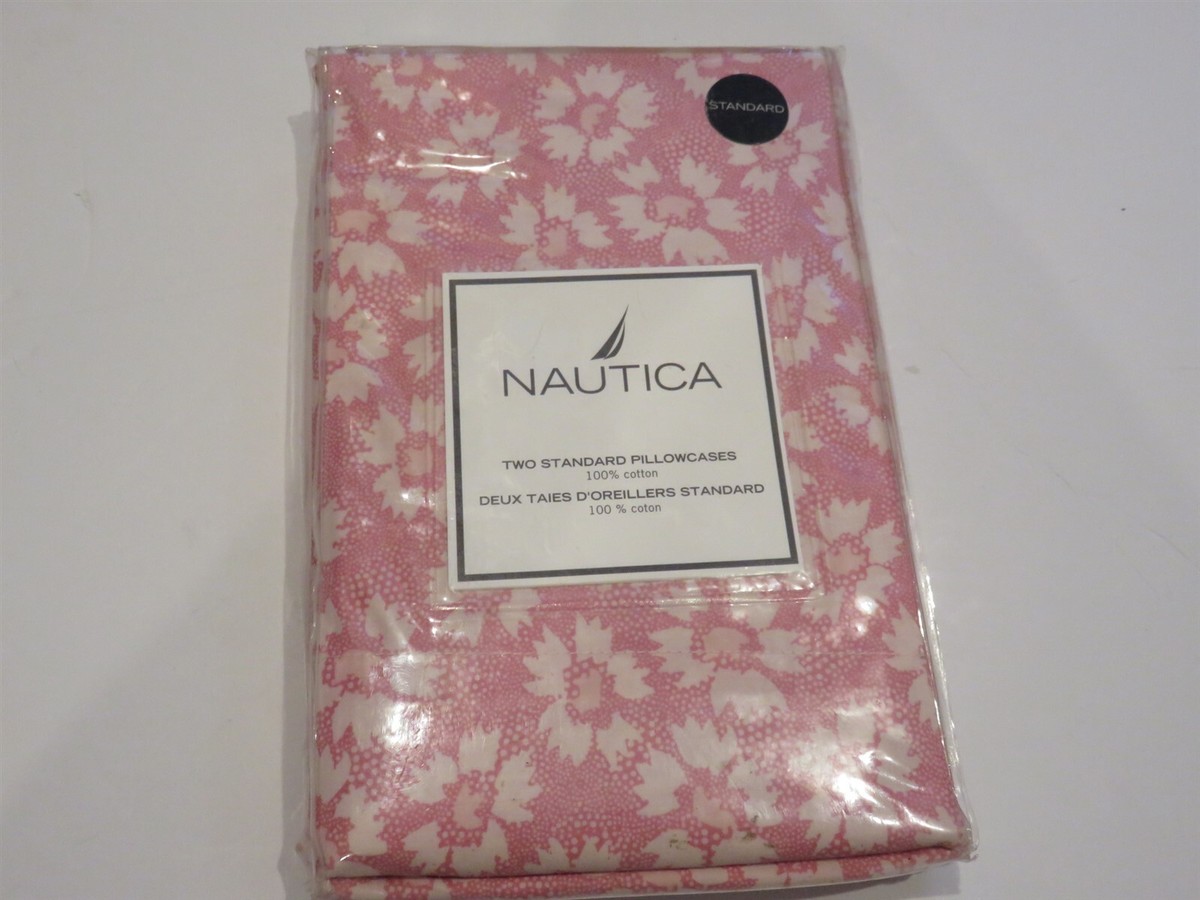 STANDARD
NAUTICA
TWO STANDARD PILLOWCASES
100% cotton
DEUX TAIES D'OREILLERS STANDARD
100 % coton